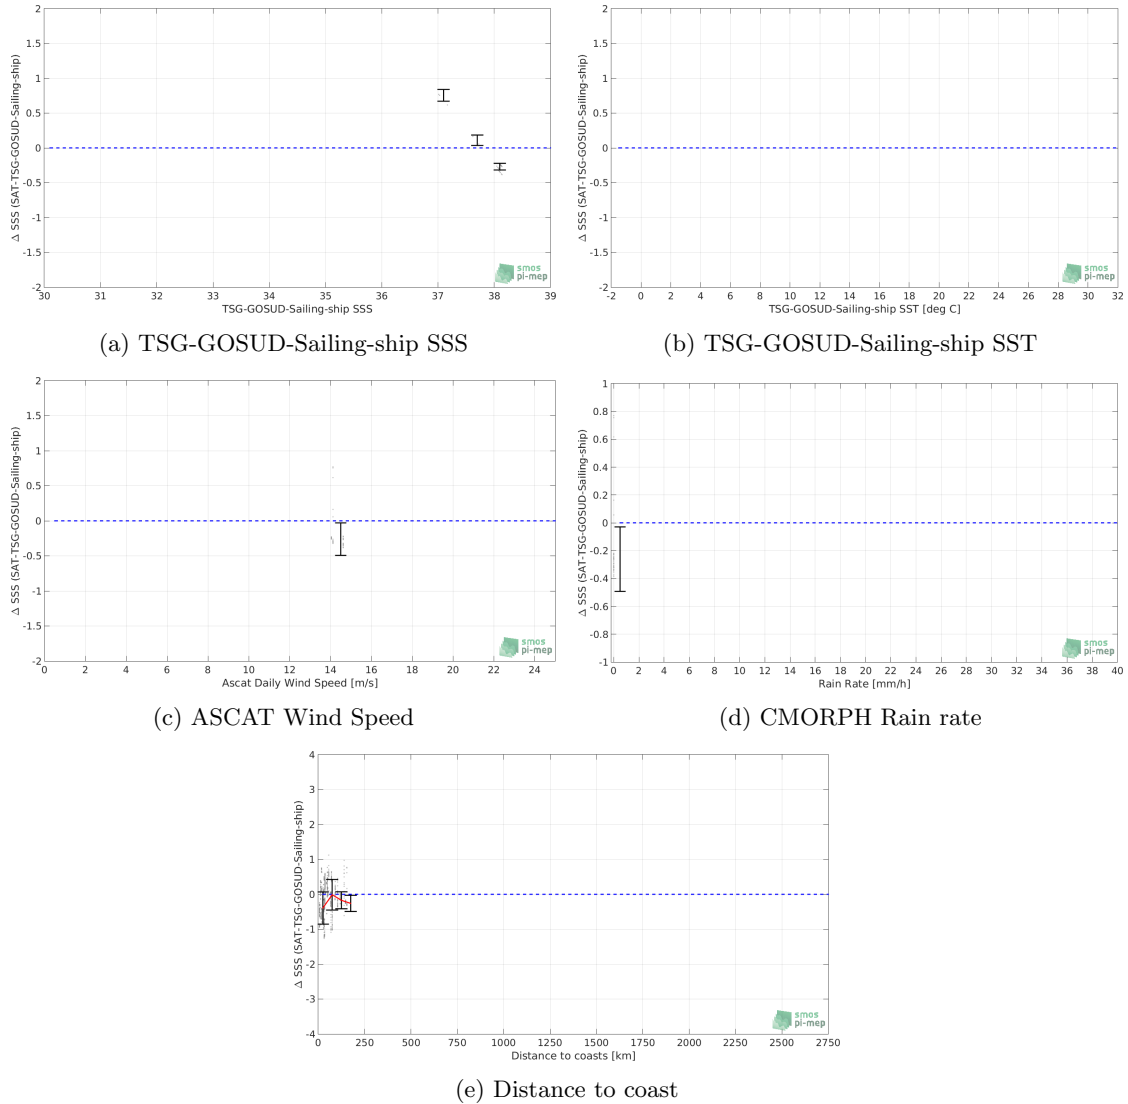 2
1.5
1
0.5
0
-0.5
-1
-1.5
-2
Δ SSS (SAT-TSG-GOSUD-Sailing-ship)
30 31 32 33 34 35 36 37 38 39
TSG-GOSUD-Sailing-ship SSS
smos
pi-mep
(a) TSG-GOSUD-Sailing-ship SSS
2
1.5
1
0.5
0
-0.5
-1
-1.5
-2
Δ SSS (SAT-TSG-GOSUD-Sailing-ship)
-2 0 2 4 6 8 10 12 14 16 18 20 22 24 26 28 30 32
TSG-GOSUD-Sailing-ship SST [deg C]
smos
pi-mep
(b) TSG-GOSUD-Sailing-ship SST
2
1.5
1
0.5
0
-0.5
-1
-1.5
-2
Δ SSS (SAT-TSG-GOSUD-Sailing-ship)
0 2 4 6 8 10 12 14 16 18 20 22 24
Ascat Daily Wind Speed [m/s]
smos
pi-mep
(c) ASCAT Wind Speed
1
0.8
0.6
0.4
0.2
0
-0.2
-0.4
-0.6
-0.8
-1
Δ SSS (SAT-TSG-GOSUD-Sailing-ship)
0 2 4 6 8 10 12 14 16 18 20 22 24 26 28 30 32 34 36 38 40
Rain Rate [mm/h]
smos
pi-mep
(d) CMORPH Rain rate
4
3
2
1
0
-1
-2
-3
-4
Δ SSS (SAT-TSG-GOSUD-Sailing-ship)
0 250 500 750 1000 1250 1500 1750 2000 2250 2500 2750
Distance to coasts [km]
smos
pi-mep
(e) Distance to coast